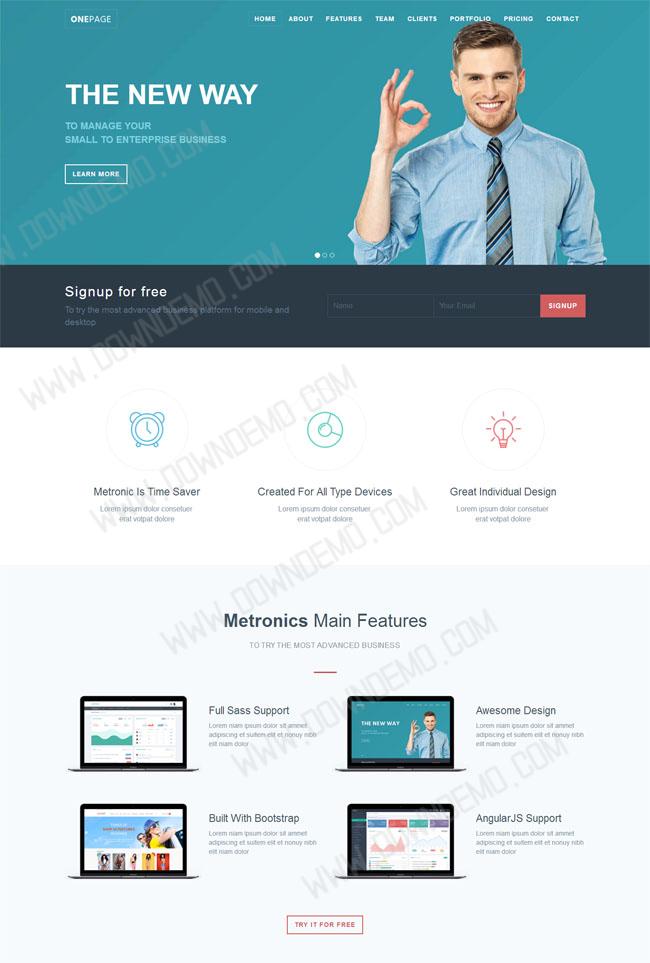 ONEPAGE
HOME ABOUT FEATURES TEAM CLIENTS PORTFOLIO PRICING CONTACT
THE NEW WAY
TO MANAGE YOUR
SMALL TO ENTERPRISE BUSINESS
LEARN MORE
Signup for free
To try the most advanced business platform for mobile and
desktop
Name
Your Email
SIGNUP
Metronic Is Time Saver
Lorem ipsum dolor consetuer
erat votpat dolore
Created For All Type Devices
Lorem ipsum dolor consetuer
erat votpat dolore
Great Individual Design
Lorem ipsum dolor consetuer
erat votpat dolore
Metronics Main Features
TO TRY THE MOST ADVANCED BUSINESS
Full Sass Support
Lorem niam ipsum dolor sit ammet
adipiscing et suitem elit et nonuy nibh
elit niam dolor
THE NEW WAY
Awesome Design
Lorem niam ipsum dolor sit ammet
adipiscing et suitem elit et nonuy nibh
elit niam dolor
Built With Bootstrap
Lorem niam ipsum dolor sit ammet
adipiscing et suitem elit et nonuy nibh
elit niam dolor
AngularJS Support
Lorem niam ipsum dolor sit ammet
adipiscing et suitem elit et nonuy nibh
elit niam dolor
TRY IT FOR FREE
WWW.DOWNDEMO.COM
WWW.DOWNDEMO.COM
WWW.DOWNDEMO.COM
WWW.DOWNDEMO.COM
WWW.DOWNDEMO.COM
WWW.DOWNDEMO.COM
WWW.DOWNDEMO.COM